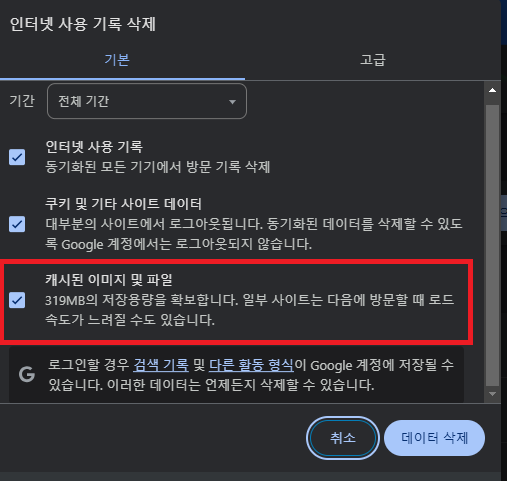 인터넷 사용 기록 삭제
기본
고급
기간
전체 기간
인터넷 사용 기록
동기화된 모든 기기에서 방문 기록 삭제
쿠키 및 기타 사이트 데이터
대부분의 사이트에서 로그아웃됩니다. 동기화된 데이터를 삭제할 수 있도
록 Google 계정에서는 로그아웃되지 않습니다.
캐시된 이미지 및 파일
319MB의 저장용량을 확보합니다. 일부 사이트는 다음에 방문할 때 로드
속도가 느려질 수도 있습니다.
G 로그인할 경우 검색 기록 및 다른 활동 형식이 Google 계정에 저장될 수
있습니다. 이러한 데이터는 언제든지 삭제할 수 있습니다.
취소
데이터 삭제